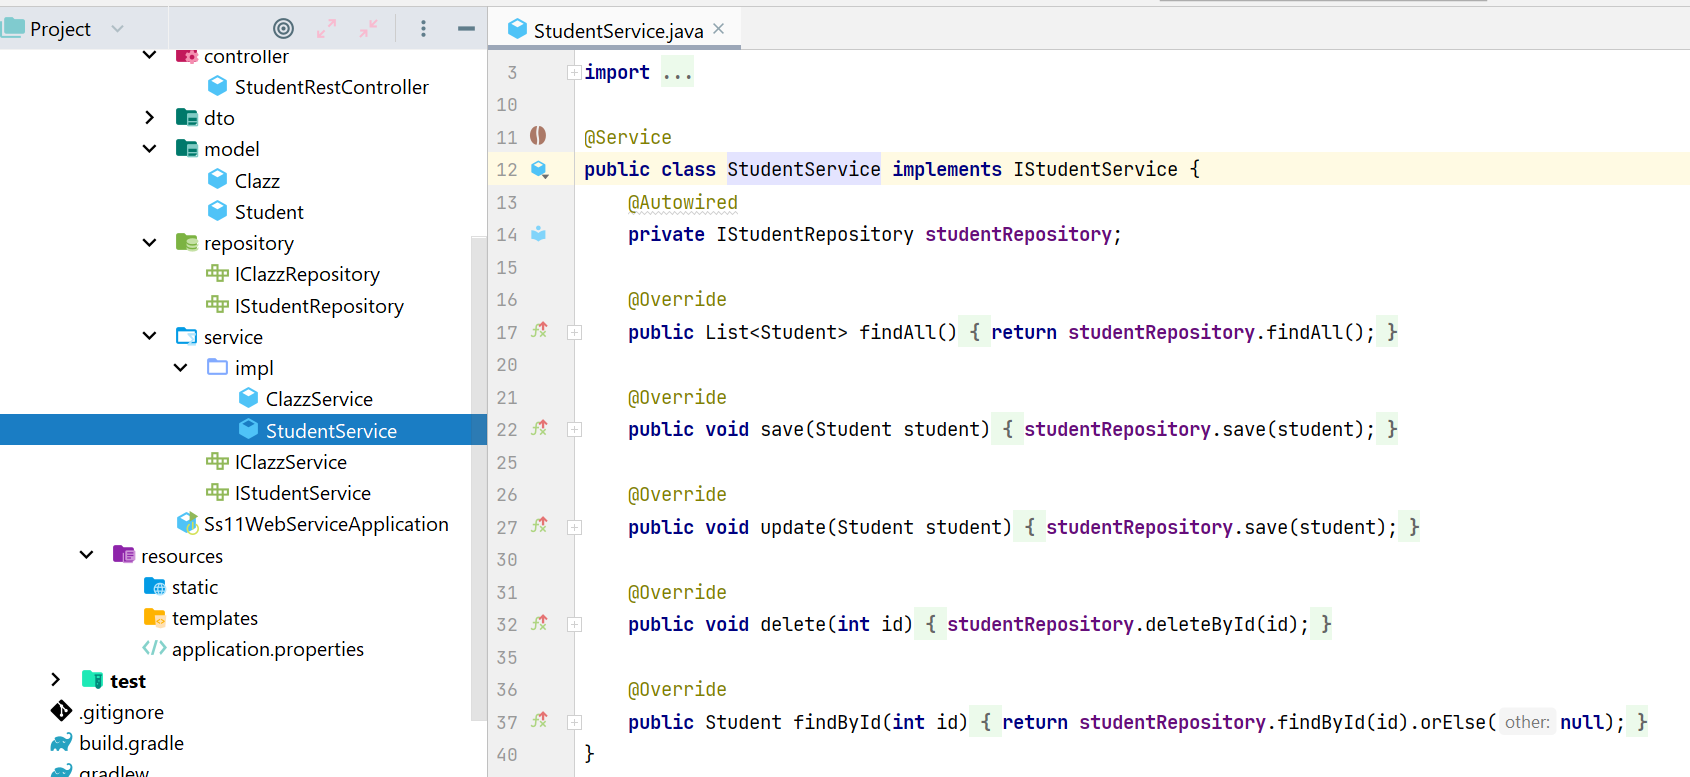 Project
controller
StudentRestController
dto
model
Clazz
Student
repository
IClazzRepository
IStudentRepository
service
impl
ClazzService
StudentService
IClazzService
IStudentService
Ss11WebServiceApplication
resources
static
templates
application.properties
test
.gitignore
build.gradle
gradlew
StudentService.java
3 import ...
10
11 @Service
12 public class StudentService implements IStudentService {
13 @Autowired
14 private IStudentRepository studentRepository;
15
16 @Override
17 public List<Student> findAll() { return studentRepository.findAll(); }
20
21 @Override
22 public void save(Student student) { studentRepository.save(student); }
25
26 @Override
27 public void update(Student student) { studentRepository.save(student); }
30
31 @Override
32 public void delete(int id) { studentRepository.deleteById(id); }
35
36 @Override
37 public Student findById(int id) { return studentRepository.findById(id).orElse( other: null); }
40 }